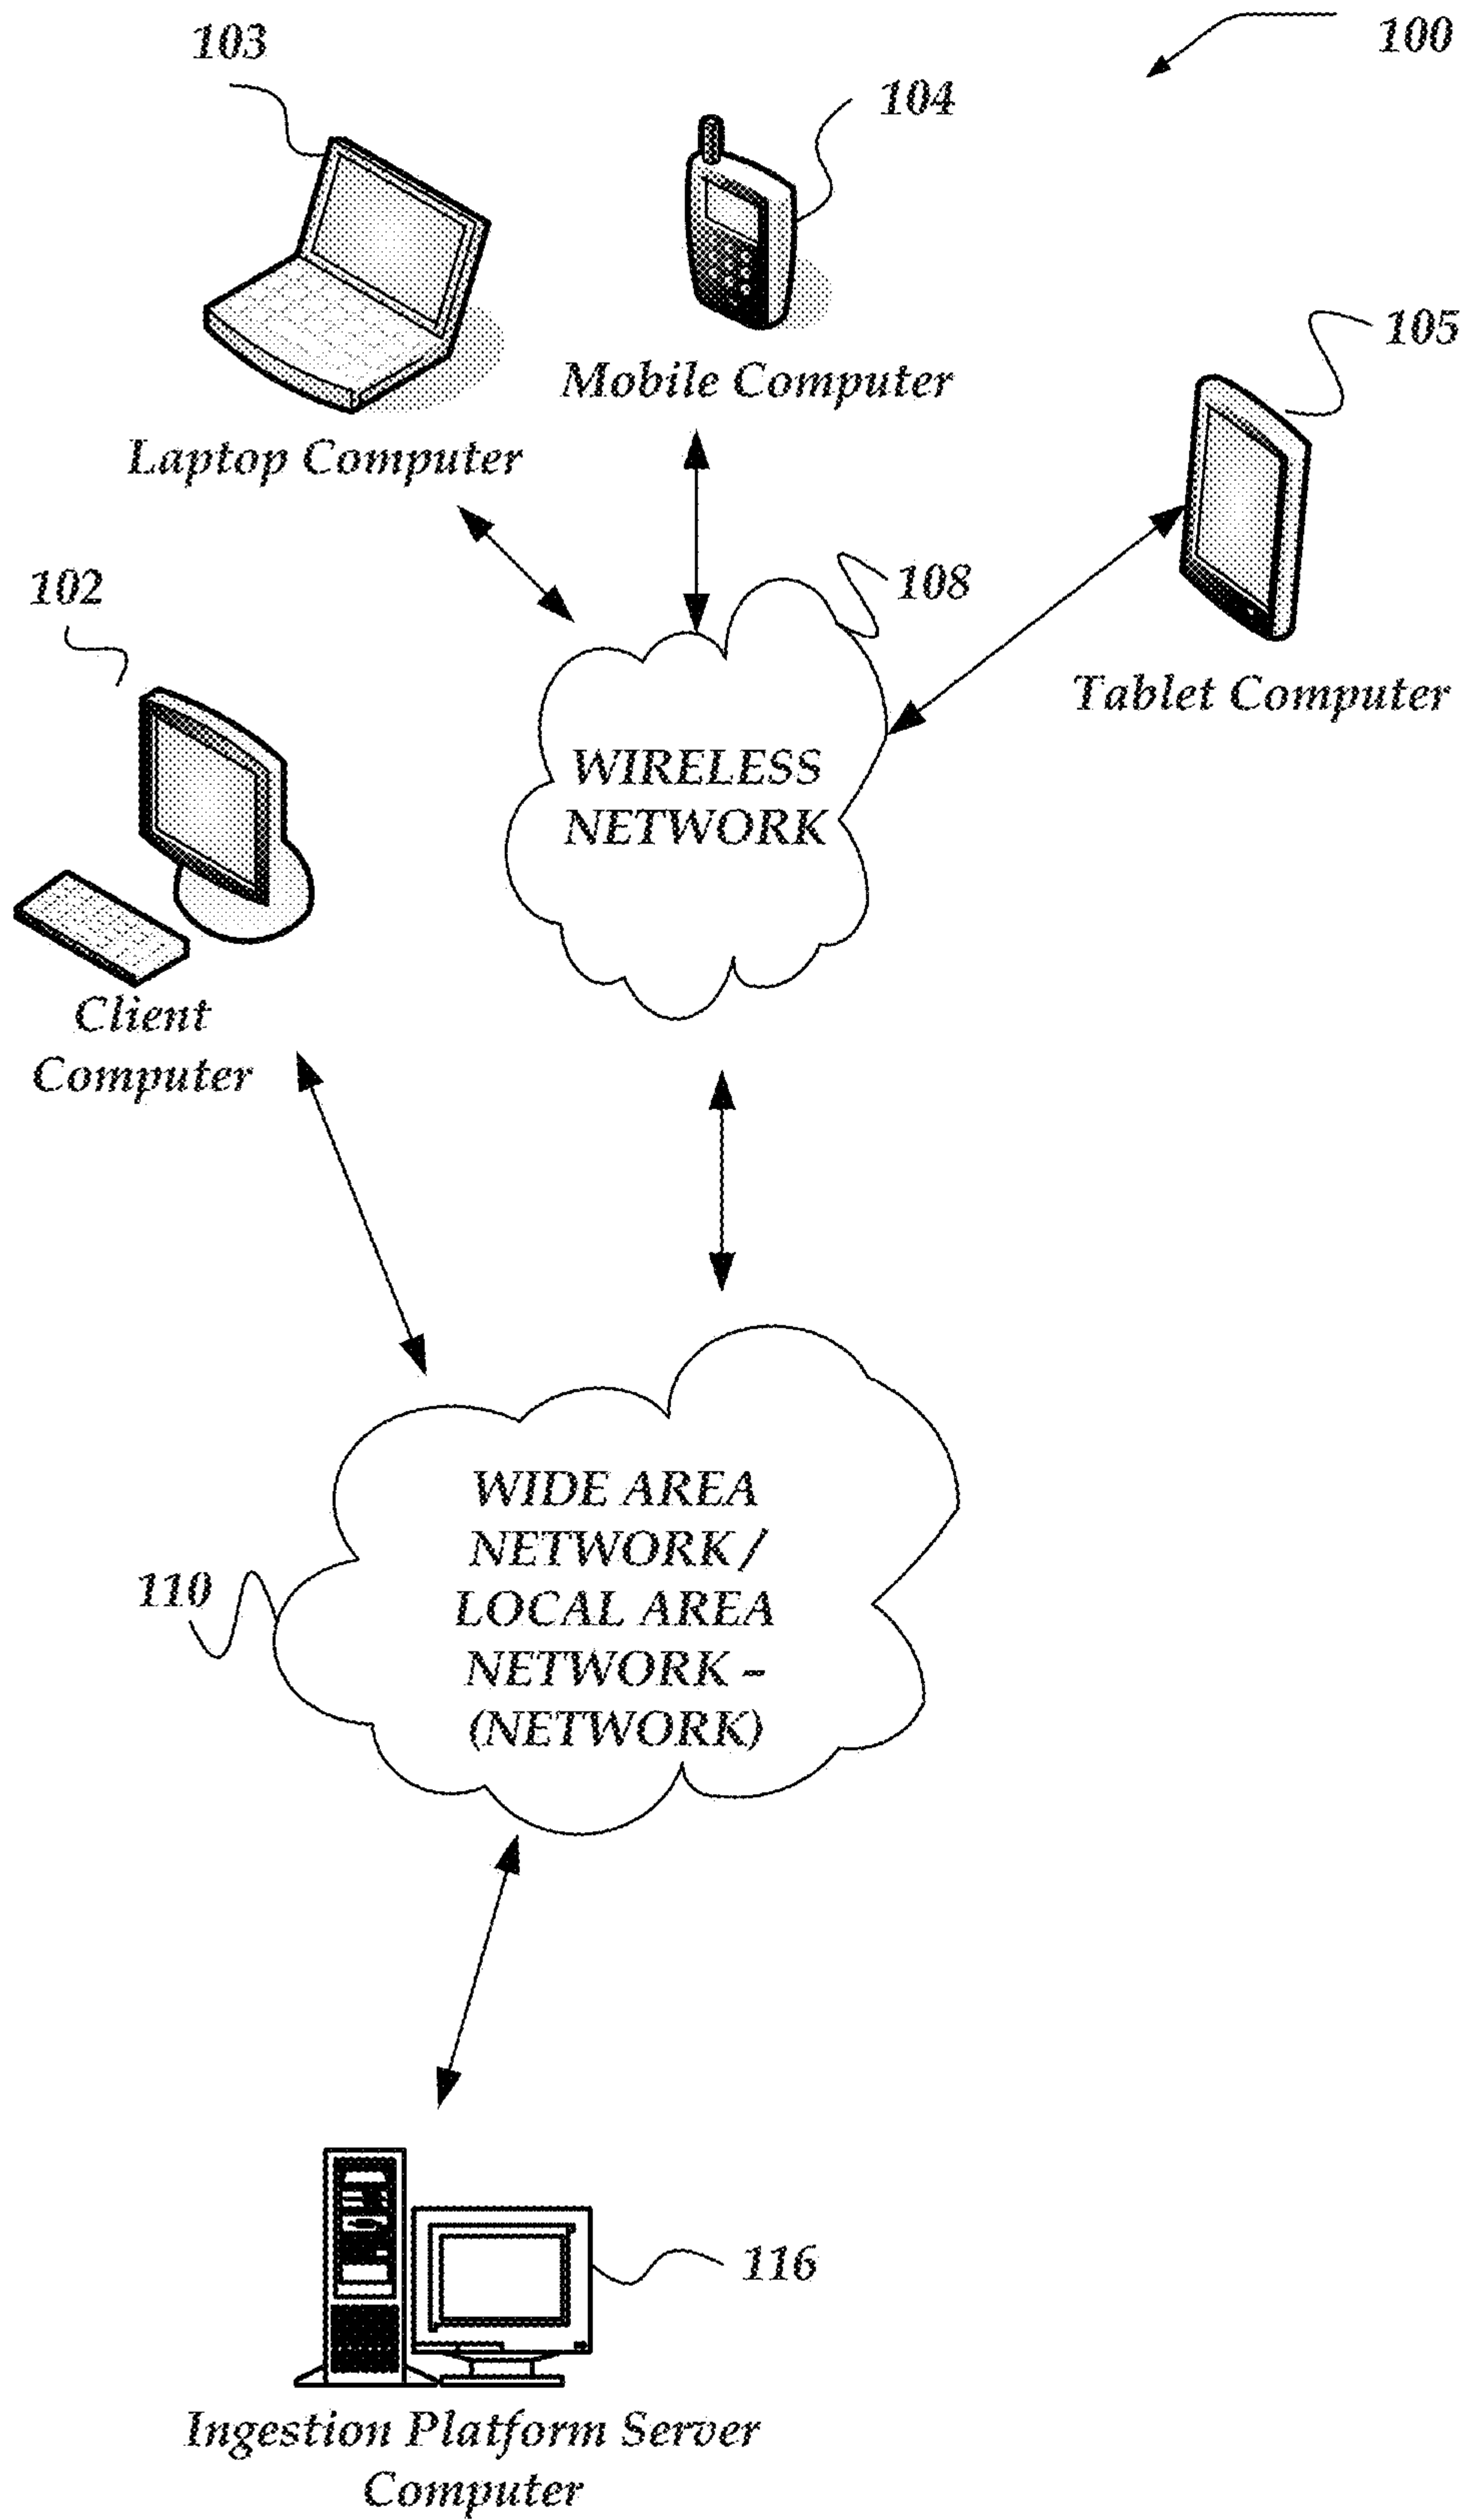 103
100
104
Mobile Computer
105
Laptop Computer
108
102
Tablet Computer
WIRELESS
NETWORK
Client
Computer
WIDE AREA
NETWORK /
LOCAL AREA
NETWORK –
(NETWORK)
110
116
Ingestion Platform Server
Computer